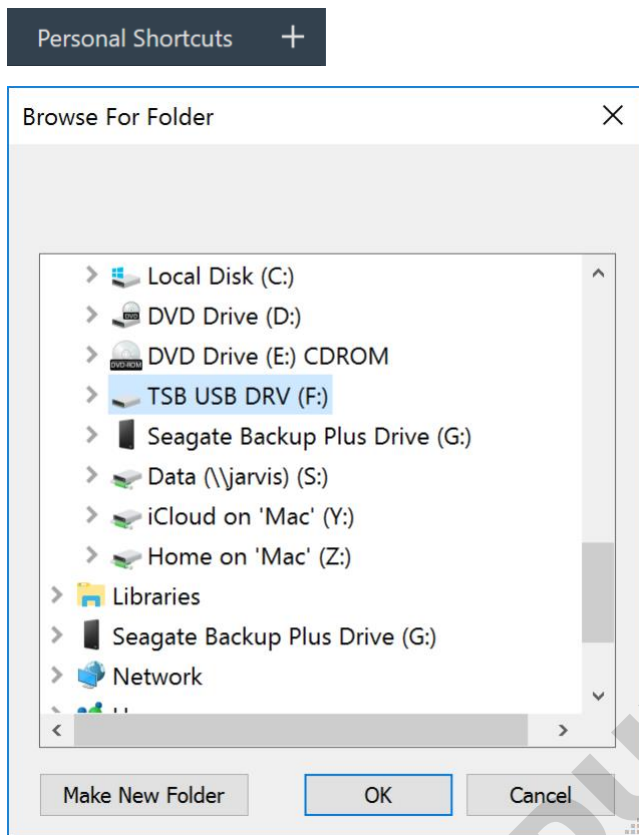 Personal Shortcuts +
Browse For Folder
Local Disk (C:)
DVD Drive (D:)
DVD Drive (E:) CDROM
TSB USB DRV (F:)
Seagate Backup Plus Drive (G:)
Data (\\jarvis) (S:)
iCloud on 'Mac' (Y:)
Home on 'Mac' (Z:)
Libraries
Seagate Backup Plus Drive (G:)
Network
Make New Folder OK Cancel